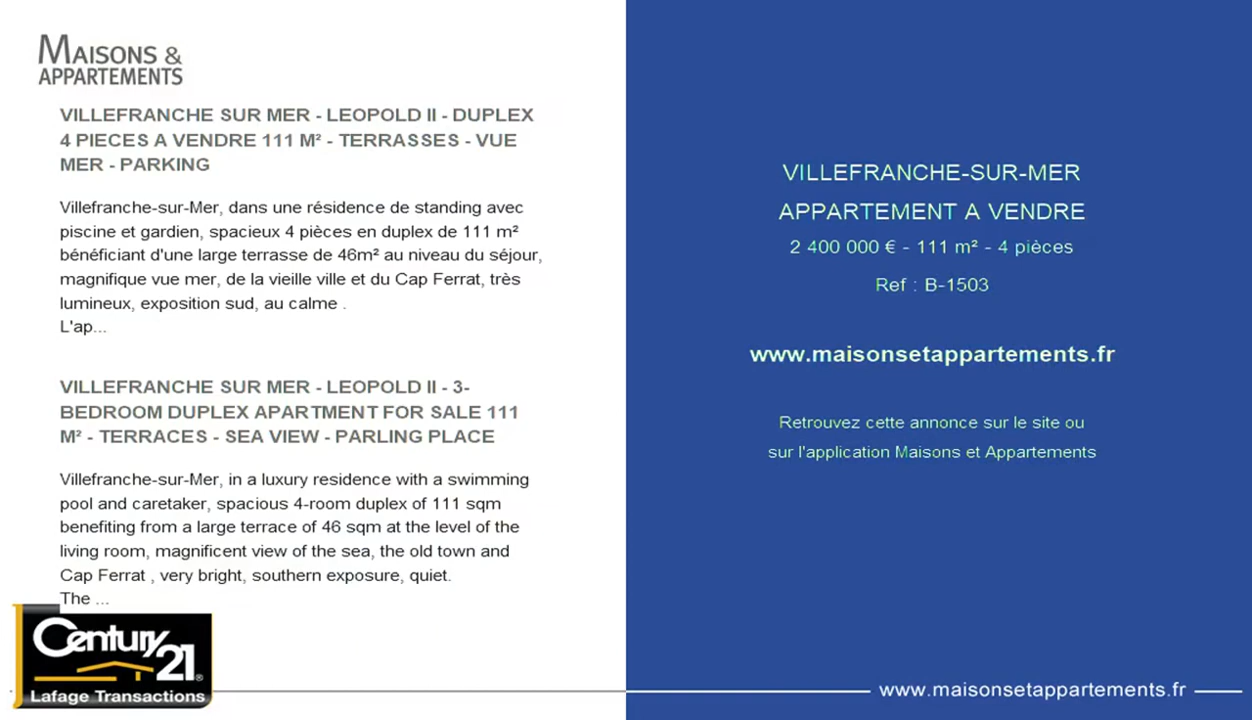 MAISONS &
APPARTEMENTS
VILLEFRANCHE SUR MER - LEOPOLD II - DUPLEX
4 PIECES A VENDRE 111 M² - TERRASSES - VUE
MER - PARKING
Villefranche-sur-Mer, dans une résidence de standing avec
piscine et gardien, spacieux 4 pièces en duplex de 111 m²
bénéficiant d'une large terrasse de 46m² au niveau du séjour,
magnifique vue mer, de la vieille ville et du Cap Ferrat, très
lumineux, exposition sud, au calme .
L'ap...
VILLEFRANCHE SUR MER - LEOPOLD II - 3-
BEDROOM DUPLEX APARTMENT FOR SALE 111
M² - TERRACES - SEA VIEW - PARLING PLACE
Villefranche-sur-Mer, in a luxury residence with a swimming
pool and caretaker, spacious 4-room duplex of 111 sqm
benefiting from a large terrace of 46 sqm at the level of the
living room, magnificent view of the sea, the old town and
Cap Ferrat , very bright, southern exposure, quiet.
The ...
Century 21®
Lafage Transactions
VILLEFRANCHE-SUR-MER
APPARTEMENT A VENDRE
2 400 000 € - 111 m² - 4 pièces
Ref : B-1503
www.maisonsetappartements.fr
Retrouvez cette annonce sur le site ou
sur l'application Maisons et Appartements
www.maisonsetappartements.fr